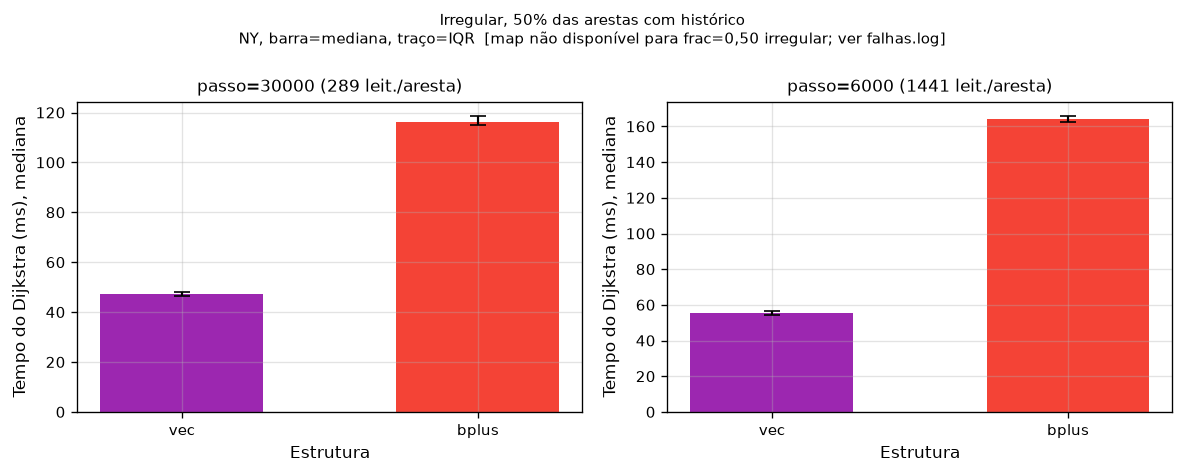 Irregular, 50% das arestas com histórico
NY, barra=mediana, traço=IQR  [map não disponível para frac=0,50 irregular; ver falhas.log]
passo=30000 (289 leit./aresta)
Tempo do Dijkstra (ms), mediana
120
100
80
60
40
20
0
vec
bplus
Estrutura
passo=6000 (1441 leit./aresta)
Tempo do Dijkstra (ms), mediana
160
140
120
100
80
60
40
20
0
vec
bplus
Estrutura